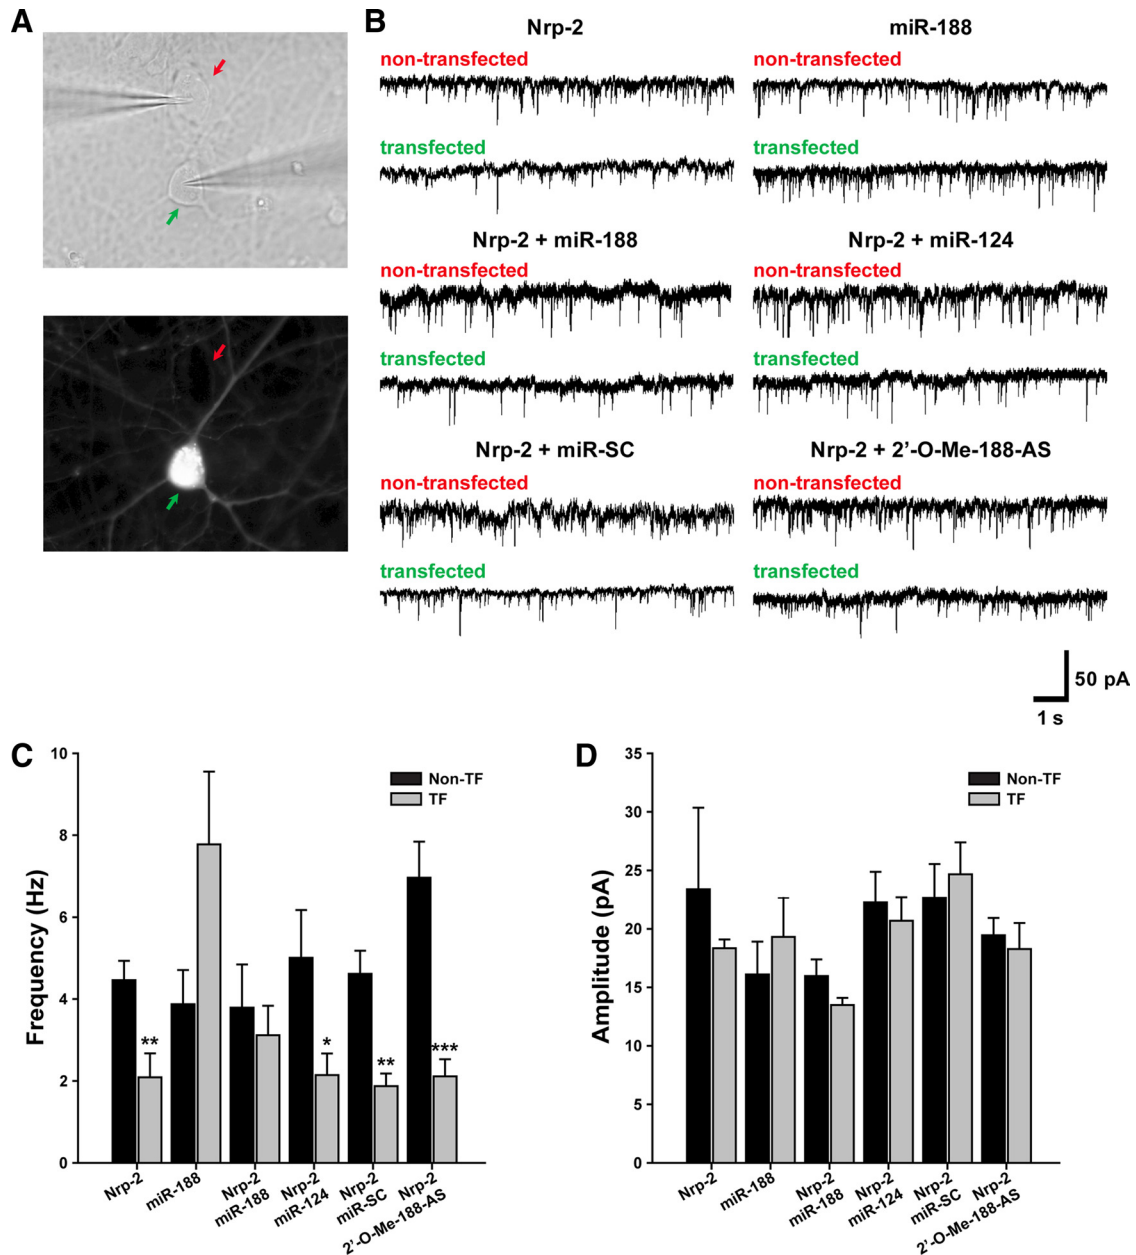 A
B
Nrp-2
miR-188
non-transfected
non-transfected
transfected
transfected
Nrp-2 + miR-188
Nrp-2 + miR-124
non-transfected
non-transfected
transfected
transfected
Nrp-2 + miR-SC
Nrp-2 + 2’-O-Me-188-AS
non-transfected
non-transfected
transfected
transfected
50 pA
1 s
C
10
8
6
4
2
0
Frequency (Hz)
Non-TF
TF
**
*
**
***
Nrp-2
miR-188
Nrp-2
miR-188
Nrp-2
miR-124
Nrp-2
miR-SC
Nrp-2
2’-O-Me-188-AS
D
35
30
25
20
15
10
5
0
Amplitude (pA)
Non-TF
TF
Nrp-2
miR-188
Nrp-2
miR-188
Nrp-2
miR-124
Nrp-2
miR-SC
Nrp-2
2’-O-Me-188-AS